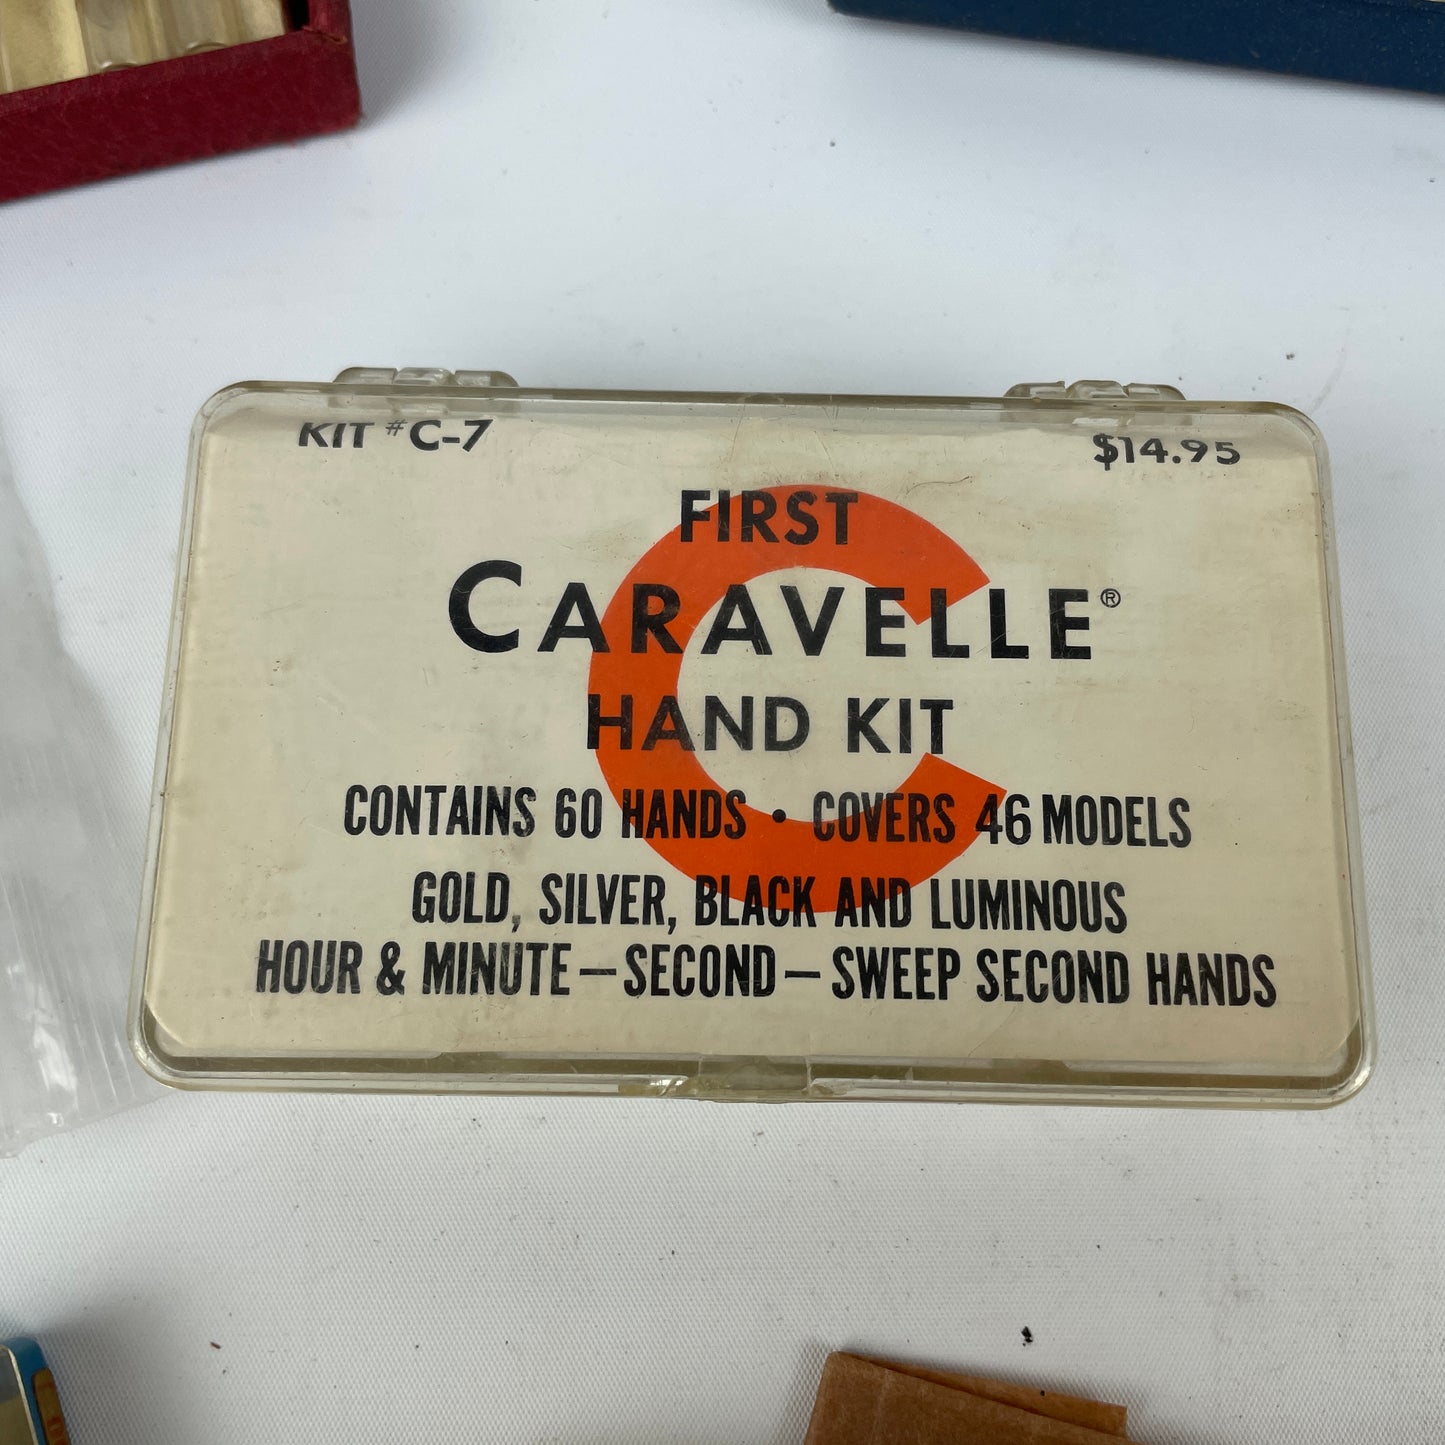 KIT #C-7 $14.95
FIRST
CARAVELLE®
HAND KIT
CONTAINS 60 HANDS • COVERS 46 MODELS
GOLD, SILVER, BLACK AND LUMINOUS
HOUR & MINUTE—SECOND—SWEEP SECOND HANDS